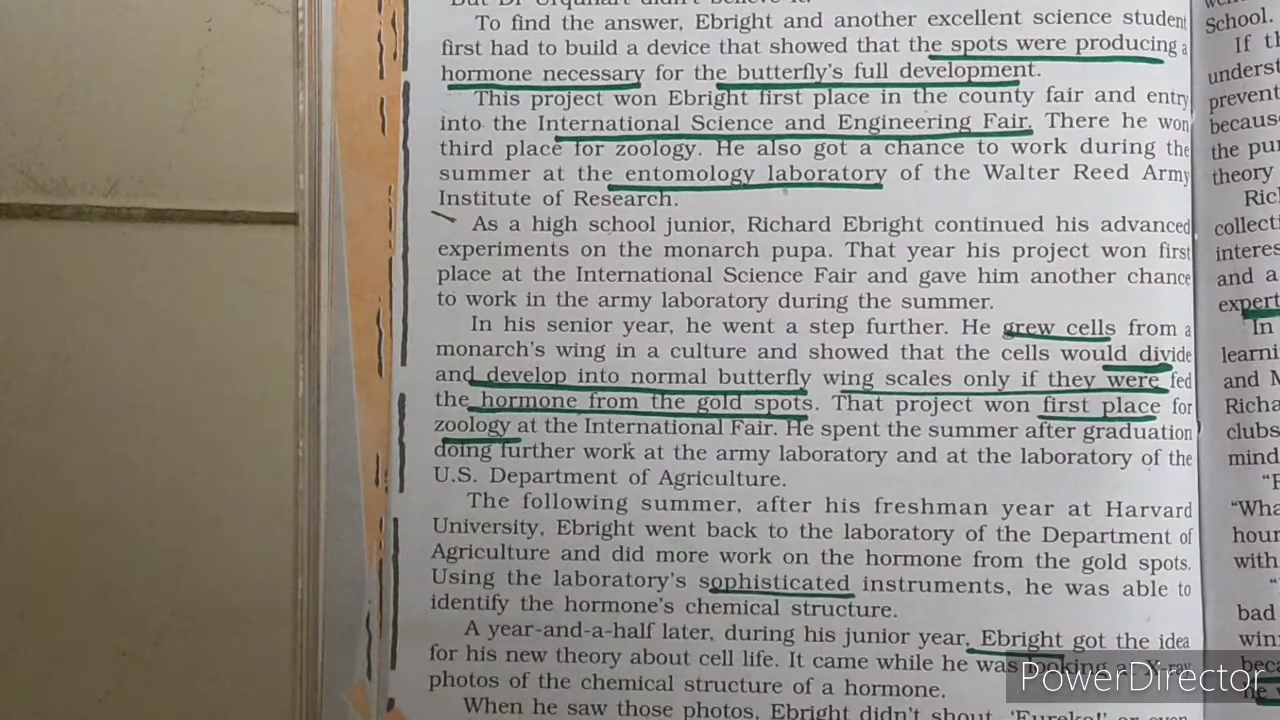 To find the answer, Ebright and another excellent science student
first had to build a device that showed that the spots were producing a
hormone necessary for the butterfly's full development.
This project won Ebright first place in the county fair and entry
into the International Science and Engineering Fair. There he won
third place for zoology. He also got a chance to work during the
summer at the entomology laboratory of the Walter Reed Army
Institute of Research.
As a high school junior, Richard Ebright continued his advanced
experiments on the monarch pupa. That year his project won first
place at the International Science Fair and gave him another chance
to work in the army laboratory during the summer.
In his senior year, he went a step further. He grew cells from a
monarch's wing in a culture and showed that the cells would divide
and develop into normal butterfly wing scales only if they were fed
the hormone from the gold spots. That project won first place for
zoology at the International Fair. He spent the summer after graduation
doing further work at the army laboratory and at the laboratory of the
U.S. Department of Agriculture.
The following summer, after his freshman year at Harvard
University, Ebright went back to the laboratory of the Department of
Agriculture and did more work on the hormone from the gold spots.
Using the laboratory's sophisticated instruments, he was able to
identify the hormone's chemical structure.
A year-and-a-half later, during his junior year, Ebright got the idea
for his new theory about cell life. It came while he was looking at X-ray
photos of the chemical structure of a hormone.
When he saw those photos, Ebright didn't shout, 'Eureka!' or even
School.
If
prevent
the
theory
and a
expert
In
and
clubs
mind
hour
with
bad
PowerDirector